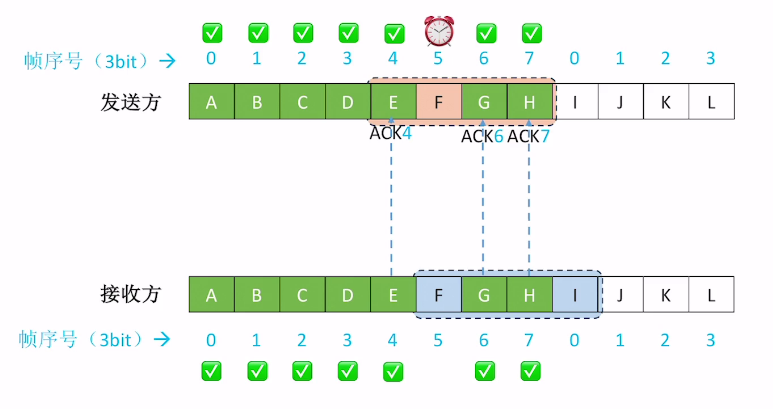 帧序号（3bit）→ 0 1 2 3 4 5 6 7 0 1 2 3
发送方 A B C D E F G H I J K L
ACK4 ACK6 ACK7
接收方 A B C D E F G H I J K L
帧序号（3bit）→ 0 1 2 3 4 5 6 7 0 1 2 3